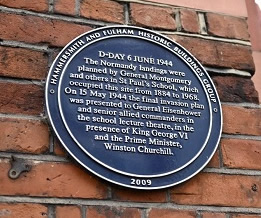 HAMMERSMITH AND FULHAM HISTORIC BUILDINGS GROUP
D-DAY 6 JUNE 1944
The Normandy landings were
planned by General Montgomery
and others in St Paul's School, which
occupied this site from 1884 to 1968.
On 15 May 1944 the final invasion plan
was presented to General Eisenhower
and senior allied commanders in
the school lecture theatre, in the
presence of King George VI
and the Prime Minister,
Winston Churchill.
2009